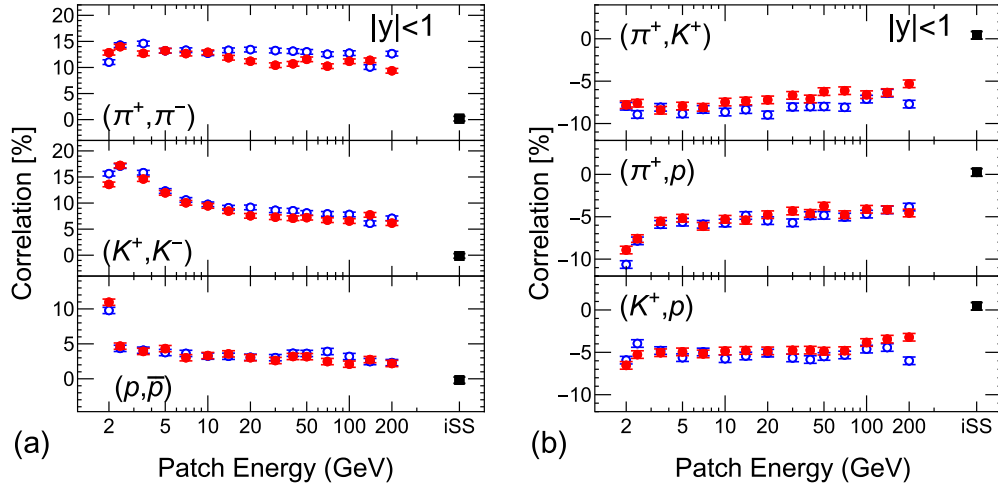 |y|<1
20
15
10
5
0
(π⁺,π⁻)
20
15
10
5
0
(K⁺,K⁻)
10
5
0
(p,p̅)
Correlation [%]
2 5 10 20 50 100 200 iSS
(a) Patch Energy (GeV)
|y|<1
0
−5
−10
(π⁺,K⁺)
0
−5
−10
(π⁺,p)
0
−5
−10
(K⁺,p)
Correlation [%]
2 5 10 20 50 100 200 iSS
(b) Patch Energy (GeV)